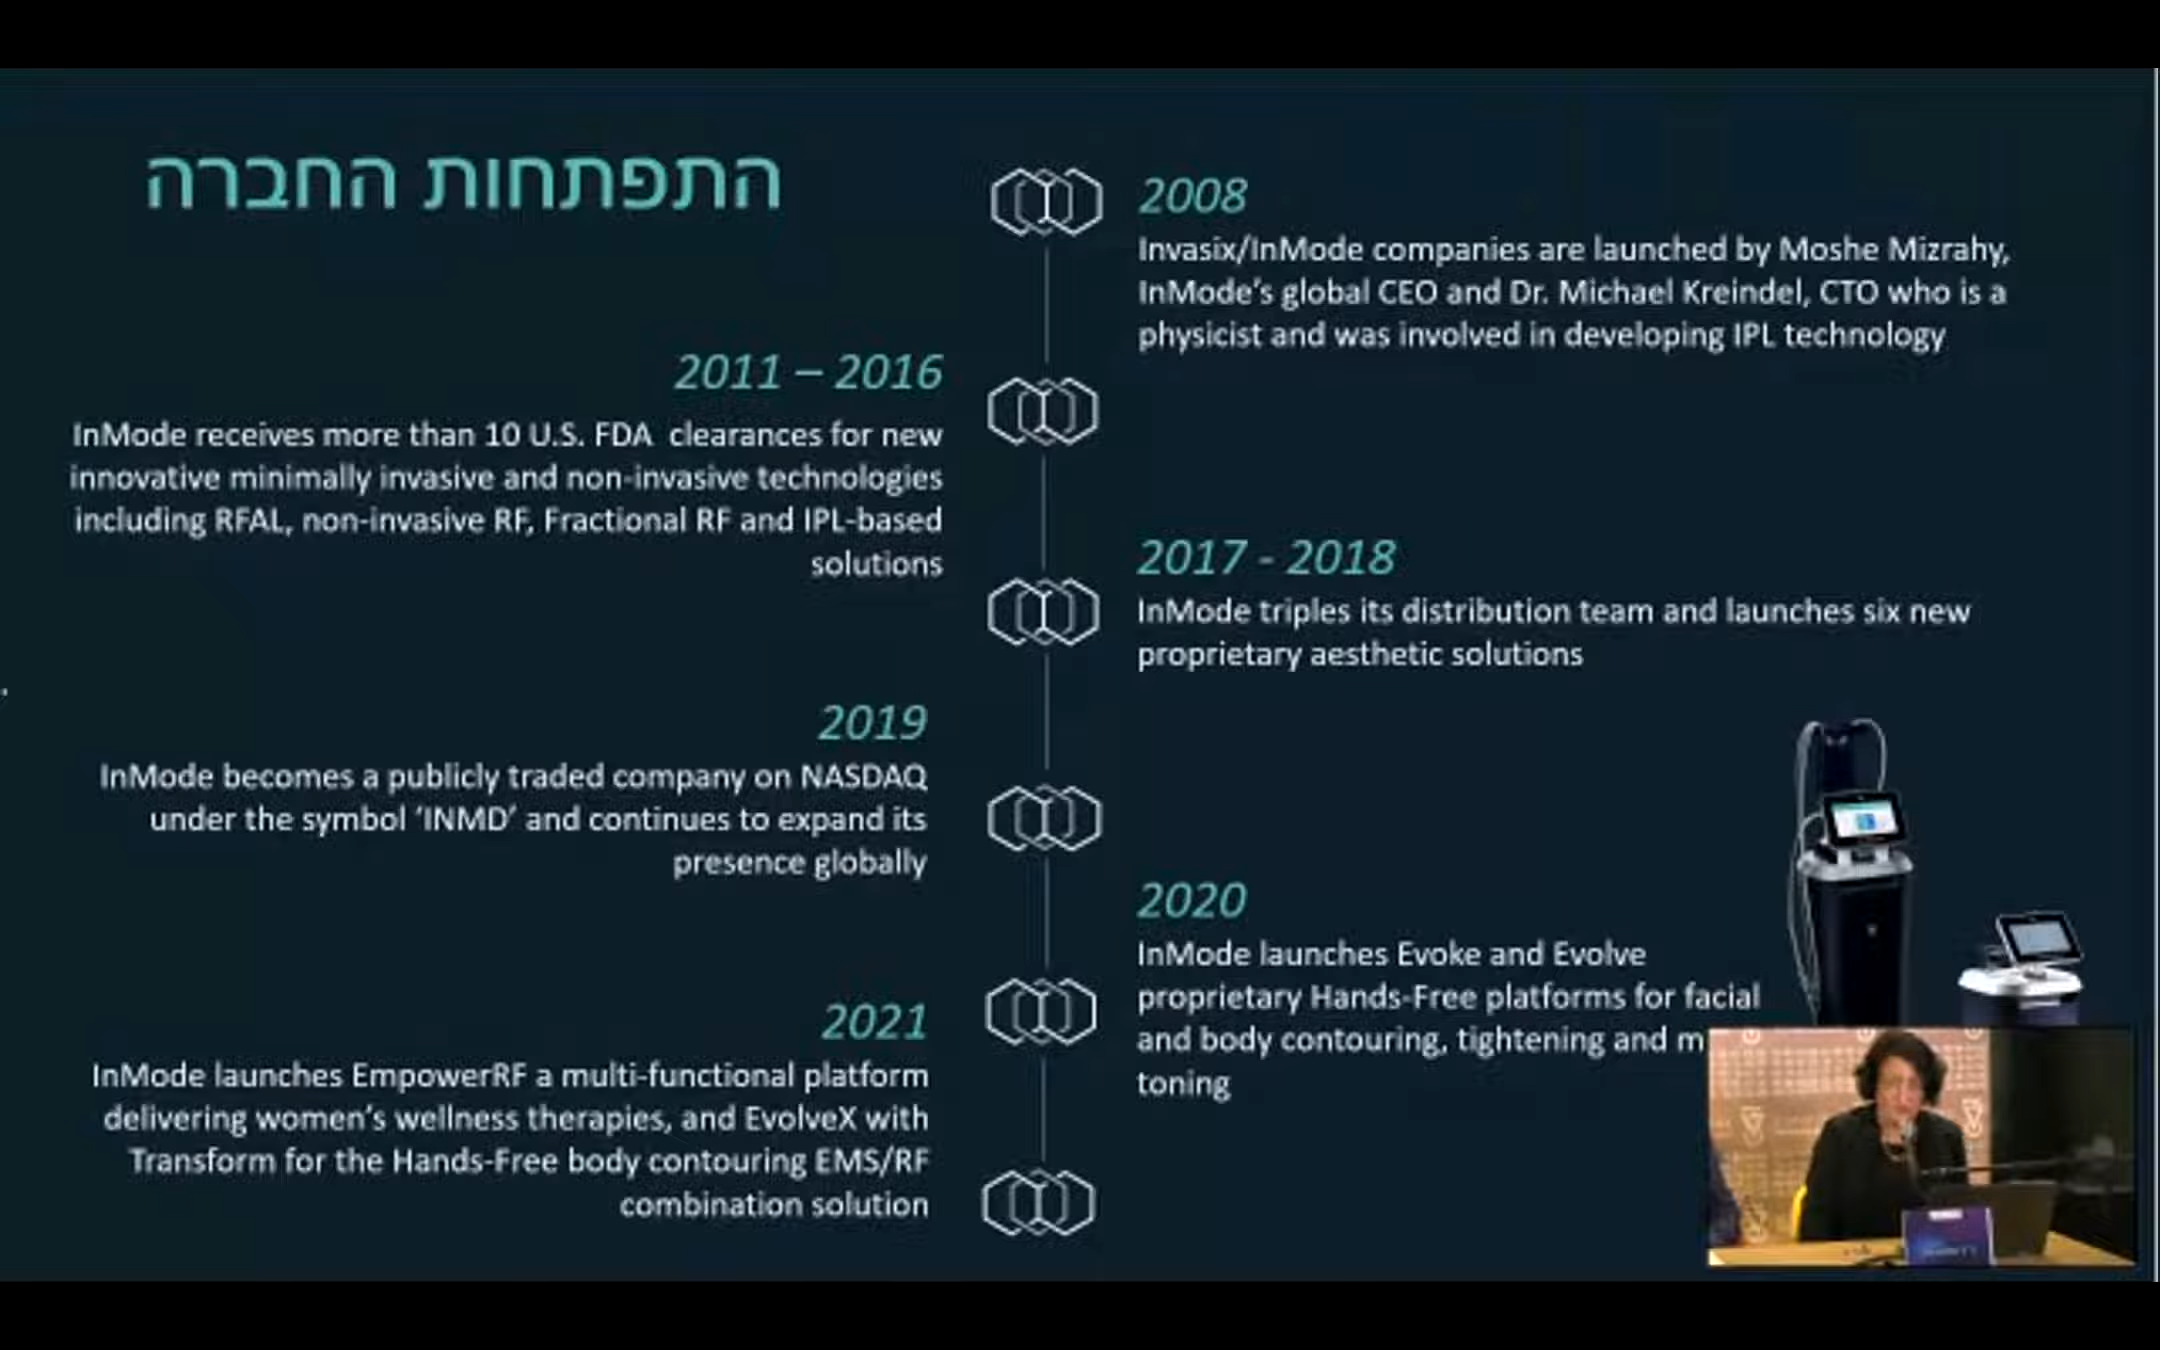 התפתחות החברה
2008
Invasix/InMode companies are launched by Moshe Mizrahy,
InMode's global CEO and Dr. Michael Kreindel, CTO who is a
physicist and was involved in developing IPL technology
2011 – 2016
InMode receives more than 10 U.S. FDA clearances for new
innovative minimally invasive and non-invasive technologies
including RFAL, non-invasive RF, Fractional RF and IPL-based
solutions
2017 - 2018
InMode triples its distribution team and launches six new
proprietary aesthetic solutions
2019
InMode becomes a publicly traded company on NASDAQ
under the symbol ‘INMD’ and continues to expand its
presence globally
2020
InMode launches Evoke and Evolve
proprietary Hands-Free platforms for facial
and body contouring, tightening and m
toning
2021
InMode launches EmpowerRF a multi-functional platform
delivering women's wellness therapies, and EvolveX with
Transform for the Hands-Free body contouring EMS/RF
combination solution